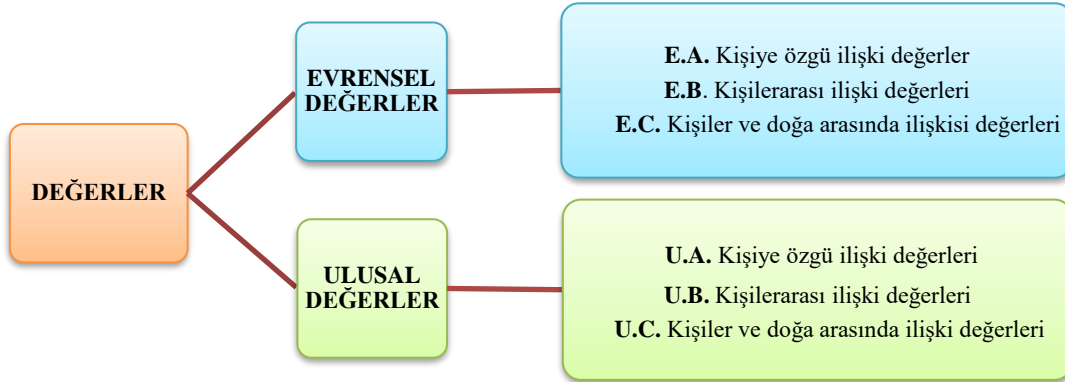 DEĞERLER
EVRENSEL
DEĞERLER
E.A. Kişiye özgü ilişki değerler
E.B. Kişilerarası ilişki değerleri
E.C. Kişiler ve doğa arasında ilişkisi değerleri
ULUSAL
DEĞERLER
U.A. Kişiye özgü ilişki değerleri
U.B. Kişilerarası ilişki değerleri
U.C. Kişiler ve doğa arasında ilişki değerleri